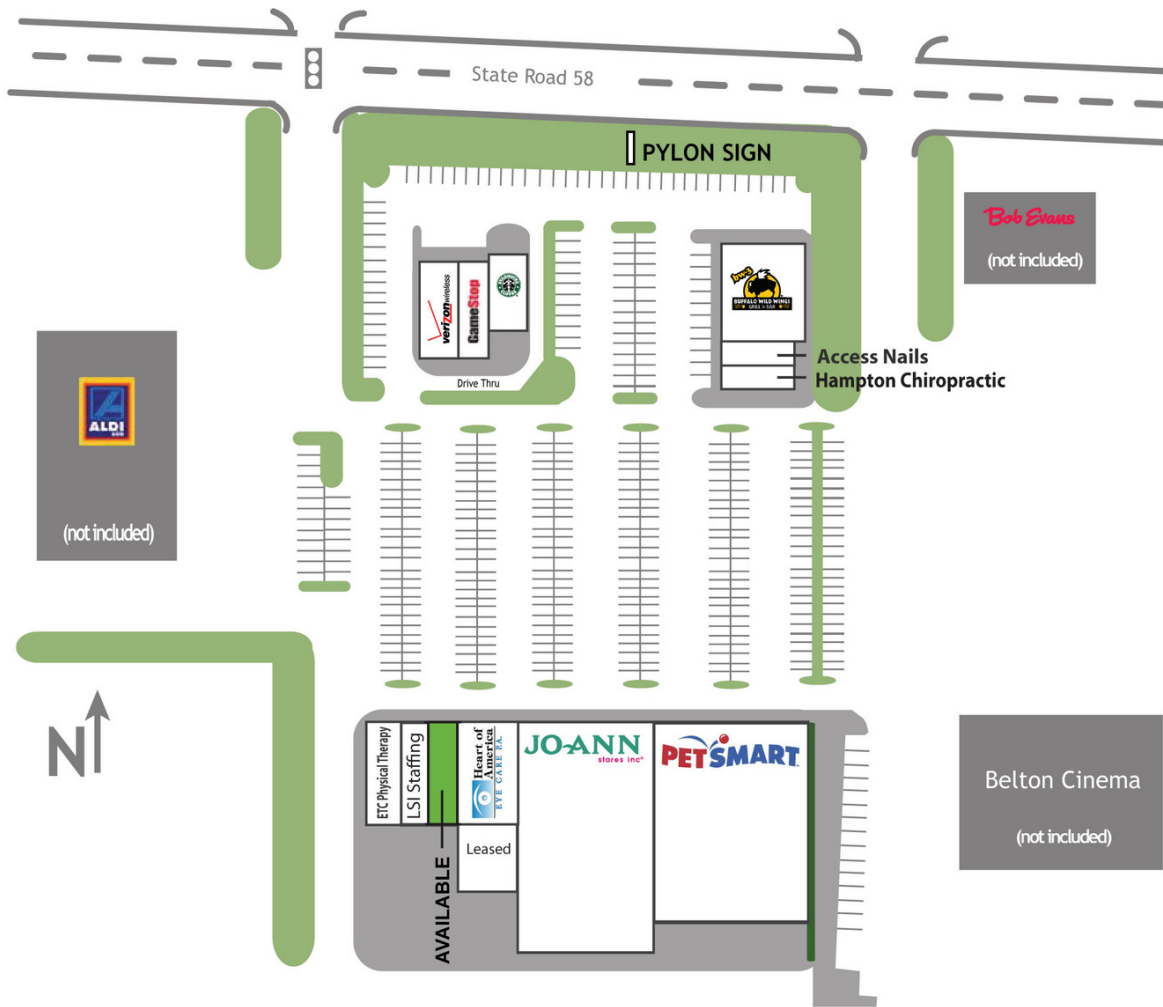 State Road 58
PYLON SIGN
Bob Evans
(not included)
verizonwireless
GameStop
bw3
BUFFALO WILD WINGS
GRILL & BAR
Access Nails
Hampton Chiropractic
Drive Thru
ALDI
(not included)
N
ETC Physical Therapy
LSI Staffing
AVAILABLE
Heart of
America
EYE CARE P.A.
Leased
JO-ANN
stores inc
PETSMART
Belton Cinema
(not included)